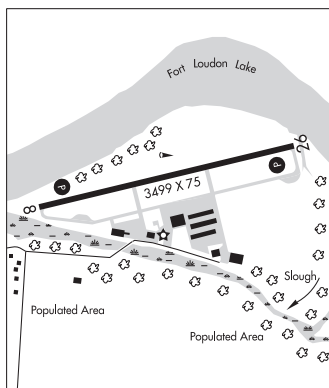 Fort Loudon Lake
26
P
P
3499 X 75
8
Slough
Populated Area
Populated Area